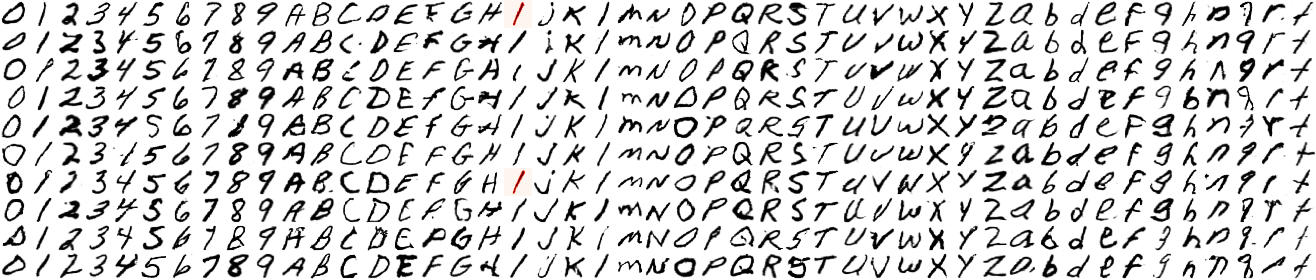 0 1 2 3 4 5 6 7 8 9 A B C D E F G H I j K l m N O P Q R S T U V W X Y Z a b d e f g h n q r t
0 1 2 3 4 5 6 7 8 9 A B C D E F G H I j K l m N O P Q R S T U V W X Y Z a b d e f g h n q r t
0 1 2 3 4 5 6 7 8 9 A B C D E F G H I J K l m N O P Q R S T U V W X Y Z a b d e f g h n q r t
0 1 2 3 4 5 6 7 8 9 A B C D E F G H I J K l m N O P Q R S T U V W X Y Z a b d e f g h n q r t
0 1 2 3 4 5 6 7 8 9 A B C D E F G H I J K l m N O P Q R S T U V W X Y Z a b d e f g h n q r t
0 1 2 3 4 5 6 7 8 9 A B C D E F G H I J K l m N O P Q R S T U V W X Y Z a b d e f g h n q r t
0 1 2 3 4 5 6 7 8 9 A B C D E F G H I J K l m N O P Q R S T U V W X Y Z a b d e f g h n q r t
0 1 2 3 4 5 6 7 8 9 A B C D E F G H I J K l m N O P Q R S T U V W X Y Z a b d e f g h n q r t
0 1 2 3 4 5 6 7 8 9 A B C D E F G H I J K l m N O P Q R S T U V W X Y Z a b d e f g h n q r t
0 1 2 3 4 5 6 7 8 9 A B C D E F G H I J K l m N O P Q R S T U V W X Y Z a b d e f g h n q r t